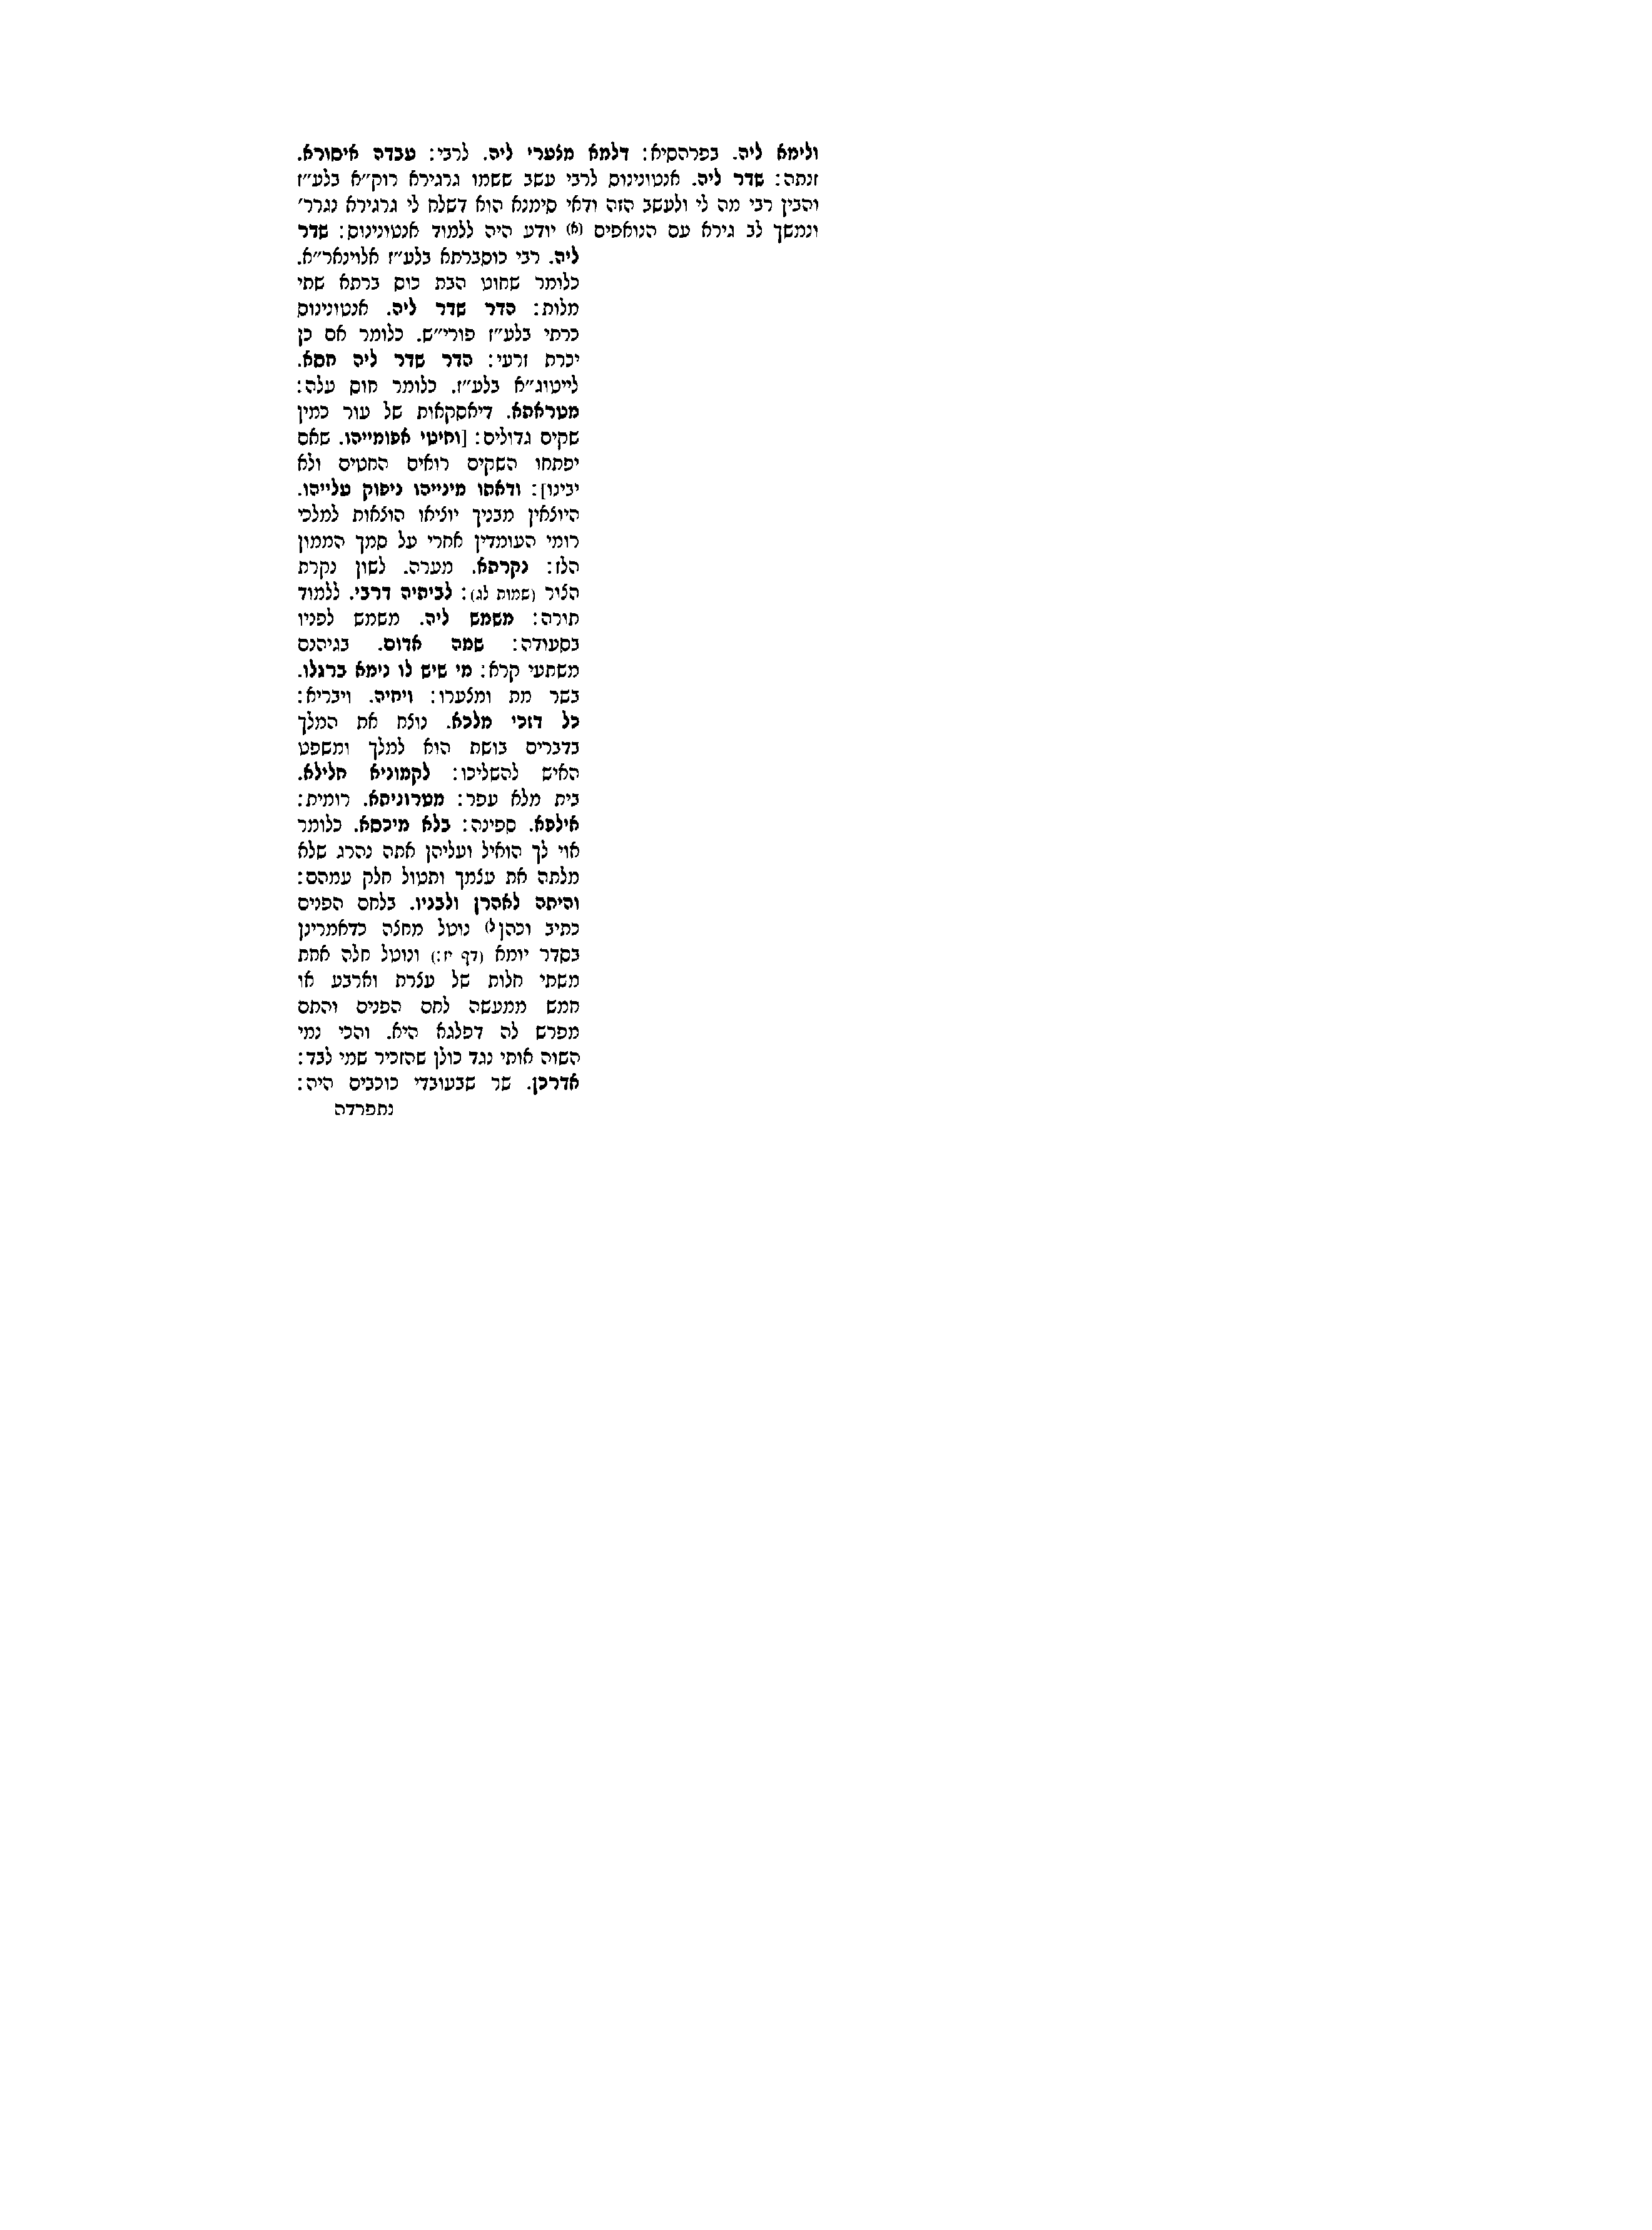 ולימא ליה. בפרהסיא: דלמא מצערי ליה. לרבי: עבדה איסורא.
זנתה: שדר ליה. אנטונינוס לרבי עשב ששמו גרגירא רוק״א בלע״ז
והבין רבי מה לי ולעשב הזה ודאי סימנא הוא דשלח לי גרגירא נגרר׳
ונמשך לב גירא עם הנואפים (א) יודע היה ללמוד אנטונינוס: שדר
ליה. רבי כוסברתא בלע״ז אלוינאר״א.
כלומר שחוט הבת כוס ברתא שתי
מלות: הדר שדר ליה. אנטונינוס
כרתי בלע״ז פורי״ש. כלומר אם כן
יכרת זרעי: הדר שדר ליה חסא.
לייטוג״א בלע״ז. כלומר חוס עלה:
מטראתא. דיאסקאות של עור כמין
שקים גדולים: [וחיטי אפומייהו. שאם
יפתחו השקים רואים החטים ולא
יבינו]: ודאתו מינייהו ניפוק עלייהו.
היוצאין מבניך יוציאו הוצאות למלכי
רומי העומדין אחרי על סמך הממון
הלז: נקרתא. מערה. לשון נקרת
הצור (שמות לג): לביתיה דרבי. ללמוד
תורה: משמש ליה. משמש לפניו
בסעודה: שמה אדום. בגיהנם
משתעי קרא: מי שיש לו נימא ברגלו.
בשר מת ומצערו: ויחיה. ויבריא:
כל דזכי מלכא. נוצח את המלך
בדברים בושת הוא למלך ומשפט
האיש להשליכו: לקמוניא חלילא.
בית מלא עפר: מטרוניתא. רומית:
אילפא. ספינה: בלא מיכסא. כלומר
אוי לך הואיל ועליהן אתה נהרג שלא
מלתה את עצמך ותטול חלק עמהם:
והיתה לאהרן ולבניו. בלחם הפנים
כתיב וכהןל) נוטל מחצה כדאמרינן
בסדר יומא (דף יז:) ונוטל חלה אחת
משתי חלות של עצרת וארבע או
חמש ממעשה לחם הפנים והתם
מפרש לה דפלגא היא. והכי נמי
השוה אותי נגד כולן שהזכיר שמי לבד:
אדרכן. שר שבעובדי כוכבים היה:
נתפרדה